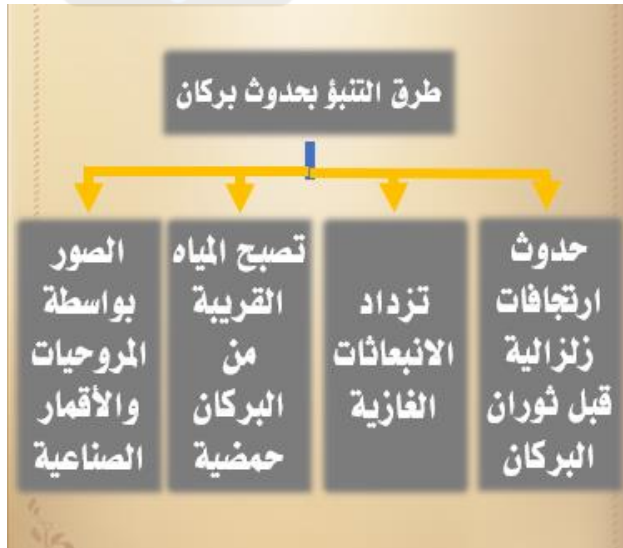 طرق التنبؤ بحدوث بركان
حدوث
ارتجافات
زلزالية
قبل ثوران
البركان
تزداد
الانبعاثات
الغازية
تصبح المياه
القريبة
من
البركان
حمضية
الصور
بواسطة
المروحيات
والأقمار
الصناعية